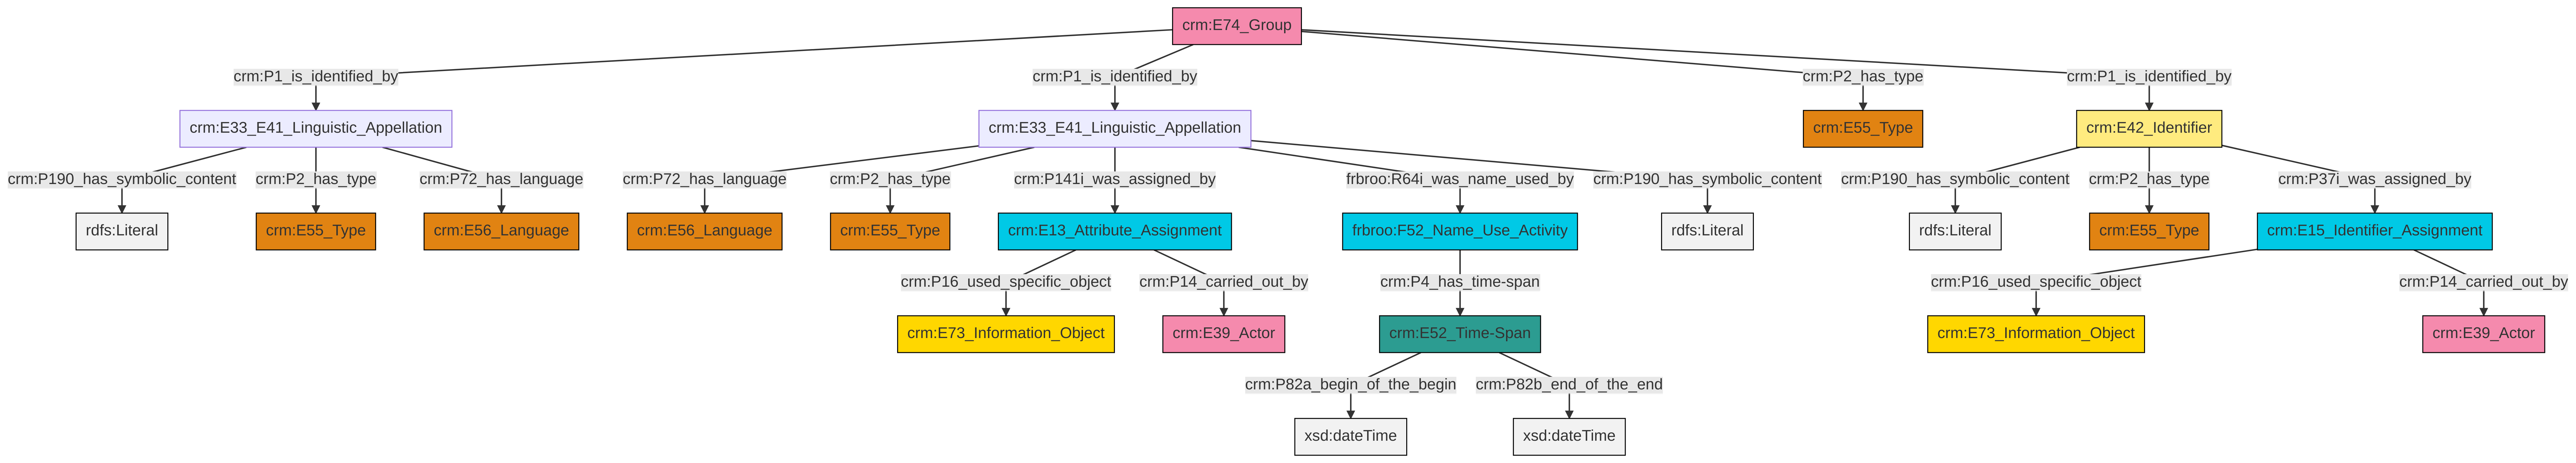 crm:E74_Group
crm:P1_is_identified_by
crm:P1_is_identified_by
crm:P2_has_type
crm:P1_is_identified_by
crm:E33_E41_Linguistic_Appellation
crm:E33_E41_Linguistic_Appellation
crm:E55_Type
crm:E42_Identifier
crm:P190_has_symbolic_content
crm:P2_has_type
crm:P72_has_language
crm:P72_has_language
crm:P2_has_type
crm:P141i_was_assigned_by
frbroo:R64i_was_name_used_by
crm:P190_has_symbolic_content
crm:P190_has_symbolic_content
crm:P2_has_type
crm:P37i_was_assigned_by
rdfs:Literal
crm:E55_Type
crm:E56_Language
crm:E56_Language
crm:E55_Type
crm:E13_Attribute_Assignment
frbroo:F52_Name_Use_Activity
rdfs:Literal
rdfs:Literal
crm:E55_Type
crm:E15_Identifier_Assignment
crm:P16_used_specific_object
crm:P14_carried_out_by
crm:P4_has_time-span
crm:P16_used_specific_object
crm:P14_carried_out_by
crm:E73_Information_Object
crm:E39_Actor
crm:E52_Time-Span
crm:E73_Information_Object
crm:E39_Actor
crm:P82a_begin_of_the_begin
crm:P82b_end_of_the_end
xsd:dateTime
xsd:dateTime